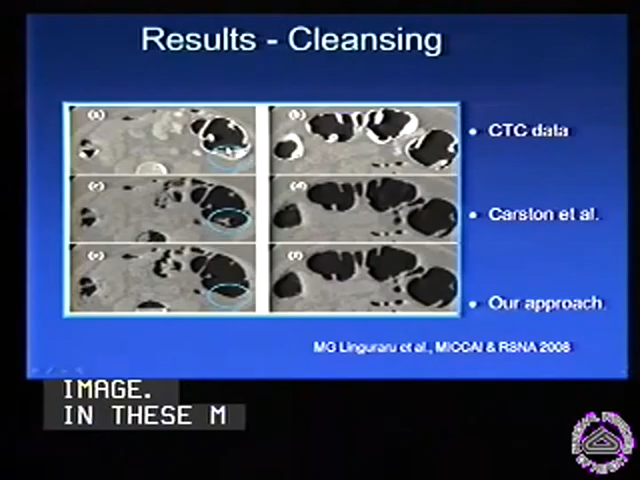 Results - Cleansing
(a)
(b)
• CTC data
(c)
(d)
• Carston et al.
(e)
• Our approach
MG Linguraru et al., MICCAI & RSNA 2008
IMAGE.
IN THESE M